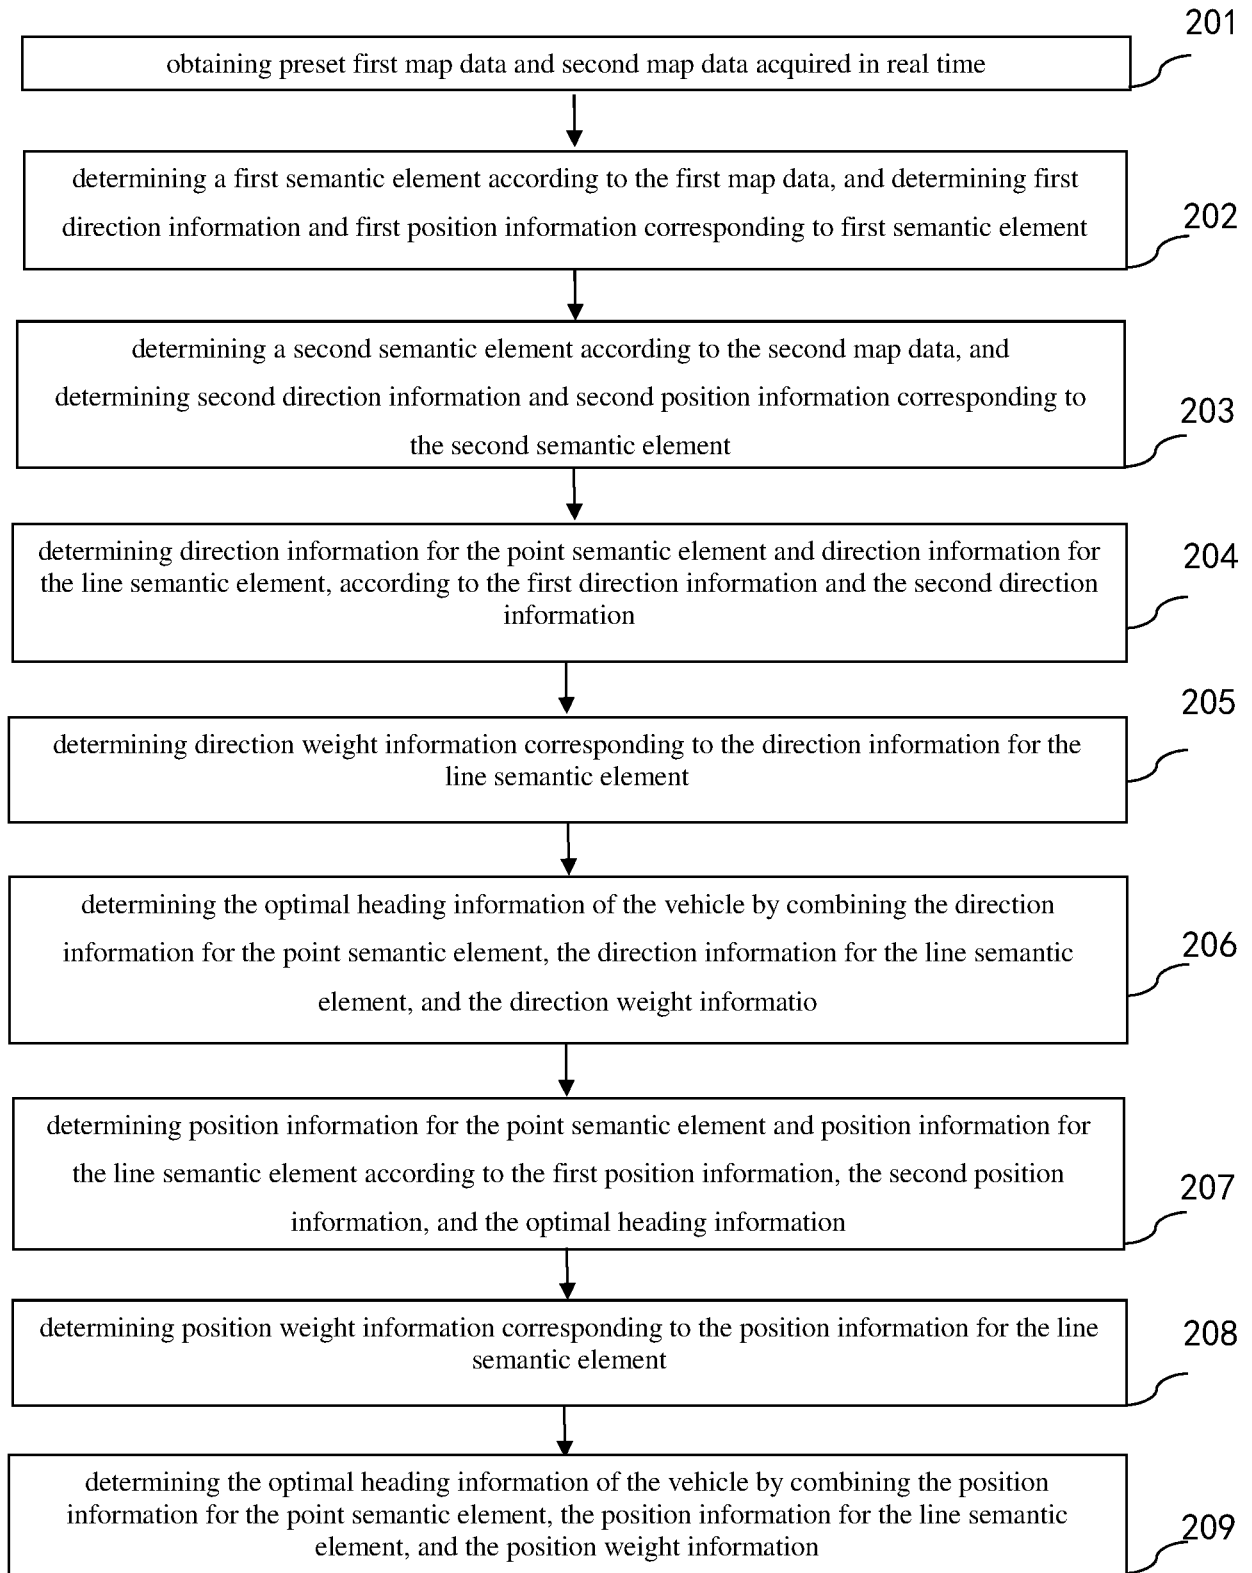 201
obtaining preset first map data and second map data acquired in real time
determining a first semantic element according to the first map data, and determining first
direction information and first position information corresponding to first semantic element
202
determining a second semantic element according to the second map data, and
determining second direction information and second position information corresponding to
the second semantic element
203
determining direction information for the point semantic element and direction information for
the line semantic element, according to the first direction information and the second direction
information
204
205
determining direction weight information corresponding to the direction information for the
line semantic element
determining the optimal heading information of the vehicle by combining the direction
information for the point semantic element, the direction information for the line semantic
element, and the direction weight informatio
206
determining position information for the point semantic element and position information for
the line semantic element according to the first position information, the second position
information, and the optimal heading information
207
determining position weight information corresponding to the position information for the line
semantic element
208
determining the optimal heading information of the vehicle by combining the position
information for the point semantic element, the position information for the line semantic
element, and the position weight information
209